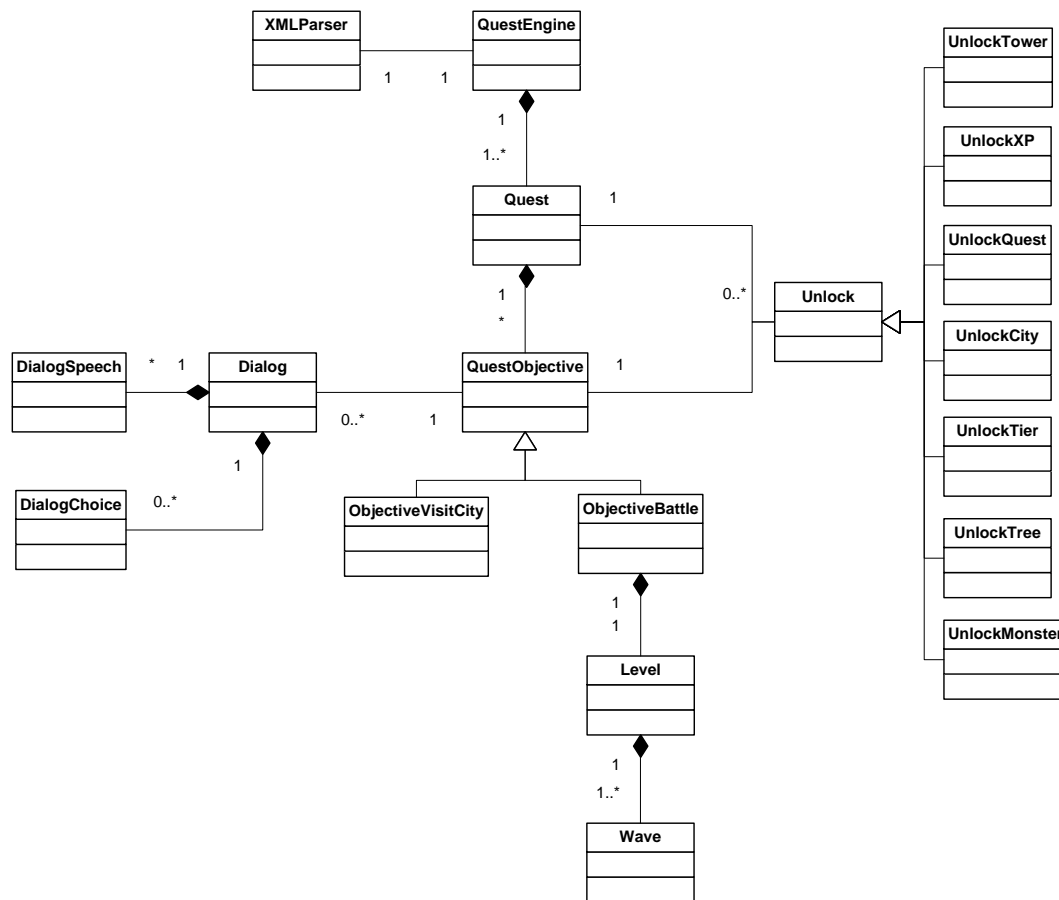 XMLParser
QuestEngine
1
1
1
1..*
Quest
1
1
*
0..*
Unlock
UnlockTower
UnlockXP
UnlockQuest
UnlockCity
UnlockTier
UnlockTree
UnlockMonster
DialogSpeech
*
1
Dialog
0..*
1
QuestObjective
1
1
DialogChoice
0..*
ObjectiveVisitCity
ObjectiveBattle
1
1
Level
1
1..*
Wave